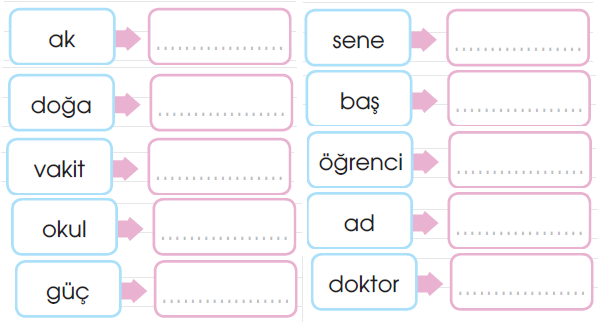 ak
doğa
vakit
okul
güç
sene
baş
öğrenci
ad
doktor